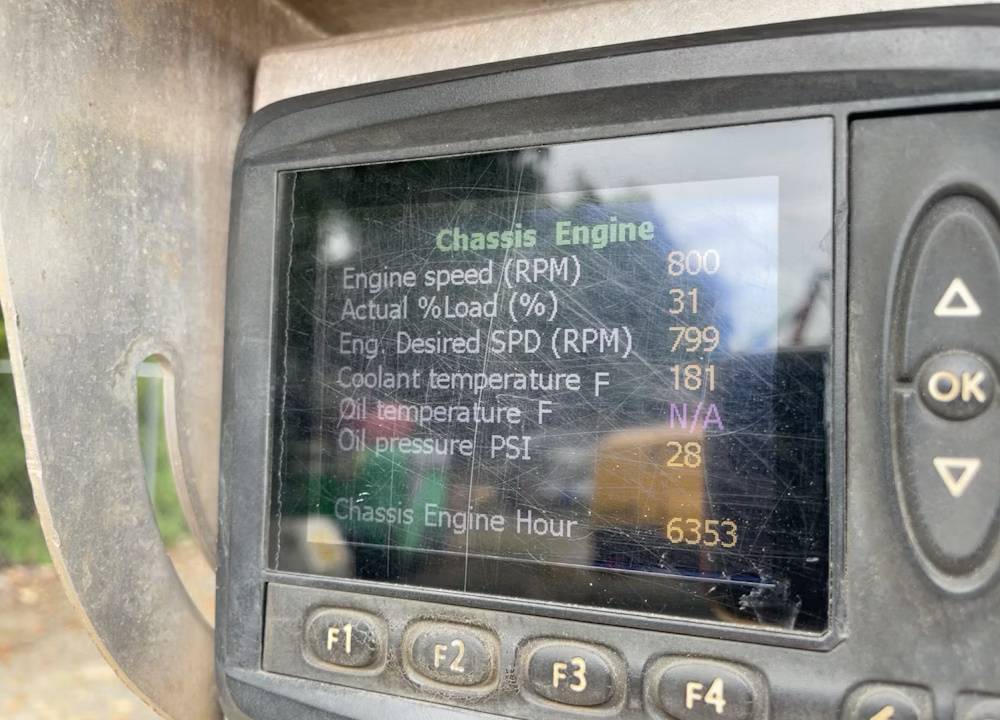 Chassis Engine
Engine speed (RPM) 800
Actual %Load (%) 31
Eng. Desired SPD (RPM) 799
Coolant temperature F 181
Oil temperature F N/A
Oil pressure PSI 28
Chassis Engine Hour 6353
OK
F1 F2 F3 F4